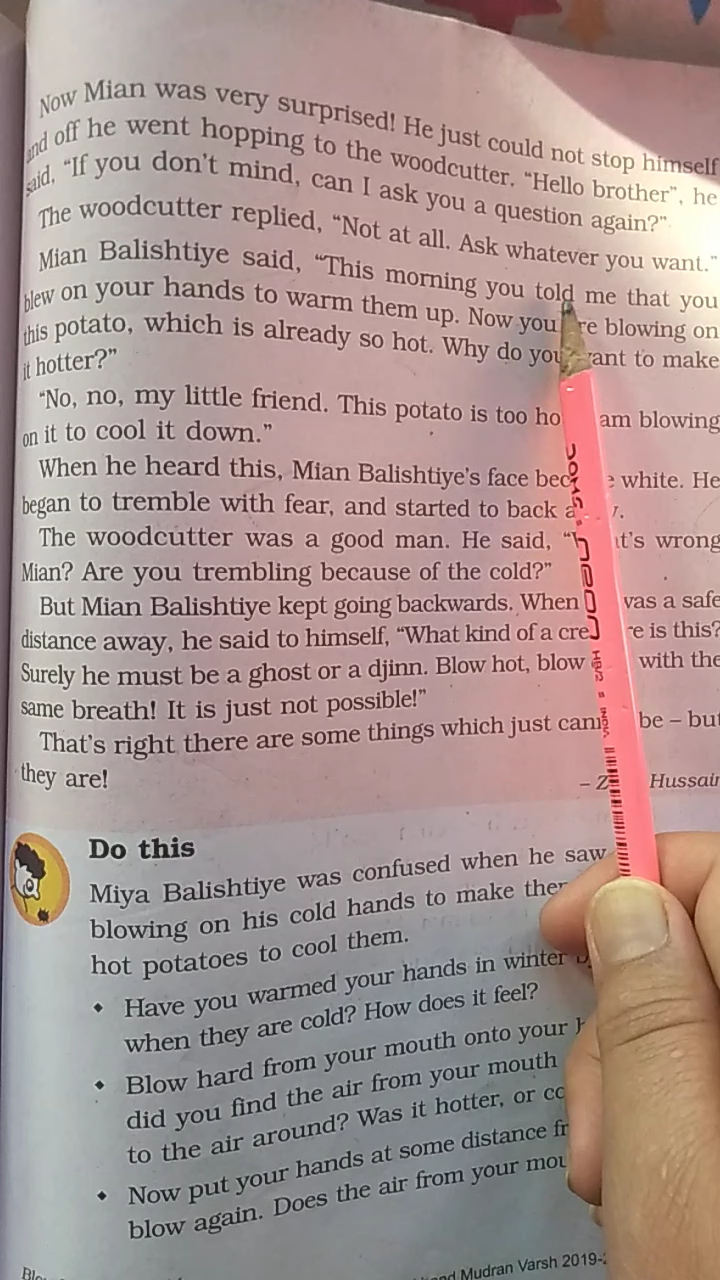 Now Mian was very surprised! He just could not stop himself
and off he went hopping to the woodcutter. “Hello brother”, he
said, “If you don’t mind, can I ask you a question again?”
The woodcutter replied, “Not at all. Ask whatever you want.”
Mian Balishtiye said, “This morning you told me that you
blew on your hands to warm them up. Now you re blowing on
this potato, which is already so hot. Why do you ant to make
it hotter?”
“No, no, my little friend. This potato is too ho am blowing
on it to cool it down.”
When he heard this, Mian Balishtiye’s face bec e white. He
began to tremble with fear, and started to back a y.
The woodcutter was a good man. He said, “ t’s wrong
Mian? Are you trembling because of the cold?”
But Mian Balishtiye kept going backwards. When was a safe
distance away, he said to himself, “What kind of a cre re is this?
Surely he must be a ghost or a djinn. Blow hot, blow with the
same breath! It is just not possible!”
That’s right there are some things which just can be – but
they are!
– Z Hussain
Do this
Miya Balishtiye was confused when he saw
blowing on his cold hands to make the
hot potatoes to cool them.
• Have you warmed your hands in winter
when they are cold? How does it feel?
• Blow hard from your mouth onto your
did you find the air from your mouth
to the air around? Was it hotter, or co
• Now put your hands at some distance fr
blow again. Does the air from your mou
Mudran Varsh 2019-
DOMS neon HB/2 INDIA